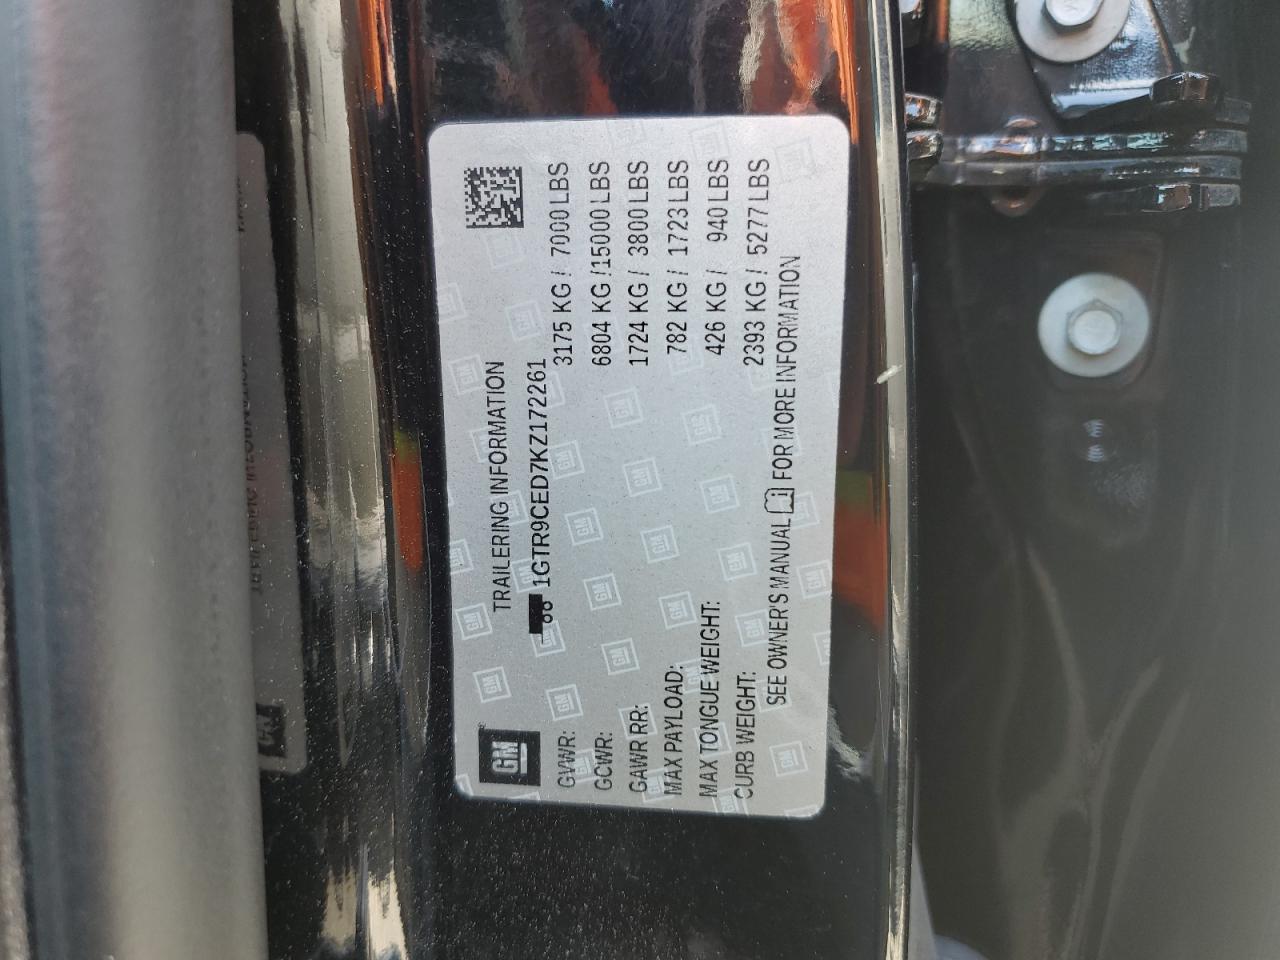 GM
TRAILERING INFORMATION
1GTR9CED7KZ172261
GVWR: 3175 KG / 7000 LBS
GCWR: 6804 KG /15000 LBS
GAWR RR: 1724 KG / 3800 LBS
MAX PAYLOAD: 782 KG / 1723 LBS
MAX TONGUE WEIGHT: 426 KG / 940 LBS
CURB WEIGHT: 2393 KG / 5277 LBS
SEE OWNER'S MANUAL FOR MORE INFORMATION